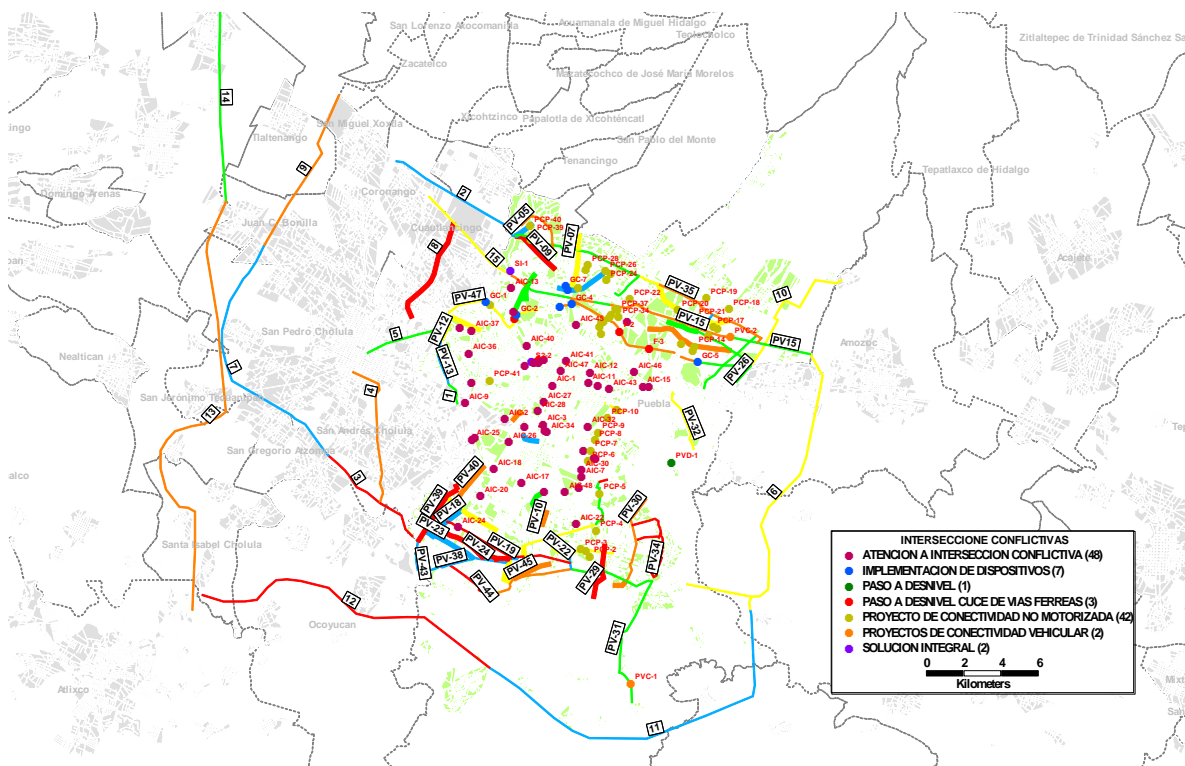 San Lorenzo Axocomanitla
Acuamanala de Miguel Hidalgo
Teolocholco
Zitlaltepec de Trinidad Sánchez Sa
Zacatelco
Mazatecochco de José María Morelos
14
San Miguel Xoxtla
Xicohtzinco
Papalotla de Xicohténcatl
Tlaltenango
San Pablo del Monte
9
Tenancingo
Tepatlaxco de Hidalgo
Domingo Arenas
Coronango
2
Juan C. Bonilla
PV-05
PCP-40
PCP-39
Cuautlancingo
PV-07
8
PV-09
Acajete
15
SI-1
PCP-28
PCP-26
PCP-24
AIC-13
GC-7
PV-35
10
PV-47
GC-1
GC-4
PCP-22
PCP-19
PCP-18
GC-2
PCP-37
PCP-34
PCP-20
PCP-21
PV-12
AIC-37
AIC-45
PV-15
PCP-17
PVC-2
5
San Pedro Cholula
AIC-40
F-3
PCP-14
PV15
Amozoc
Nealtican
AIC-36
PV-13
AIC-41
GC-5
7
AIC-47
AIC-12
AIC-46
PV-26
PCP-41
AIC-1
AIC-11
AIC-43
AIC-15
4
1
San Jerónimo Tecuanipan
AIC-9
AIC-27
Puebla
13
AIC-28
PCP-10
AIC-2
AIC-3
AIC-32
PV-32
San Andrés Cholula
AIC-34
PCP-9
AIC-25
AIC-26
PCP-8
San Gregorio Atzompa
PCP-7
PCP-6
PVD-1
AIC-18
AIC-30
3
PV-40
AIC-7
AIC-17
AIC-48
6
PV-39
AIC-20
PCP-5
PV-18
PV-10
PV-30
AIC-24
AIC-22
PCP-4
PV-23
Santa Isabel Cholula
PV-19
PCP-3
PV-24
PV-22
PCP-2
PV-34
PV-38
PV-43
PV-45
PV-29
PV-44
12
Ocoyucan
PV-31
PVC-1
Atlixco
11
INTERSECCIONE CONFLICTIVAS
ATENCION A INTERSECCION CONFLICTIVA (48)
IMPLEMENTACION DE DISPOSITIVOS (7)
PASO A DESNIVEL (1)
PASO A DESNIVEL CUCE DE VIAS FERREAS (3)
PROYECTO DE CONECTIVIDAD NO MOTORIZADA (42)
PROYECTOS DE CONECTIVIDAD VEHICULAR (2)
SOLUCION INTEGRAL (2)
0 2 4 6
Kilometers